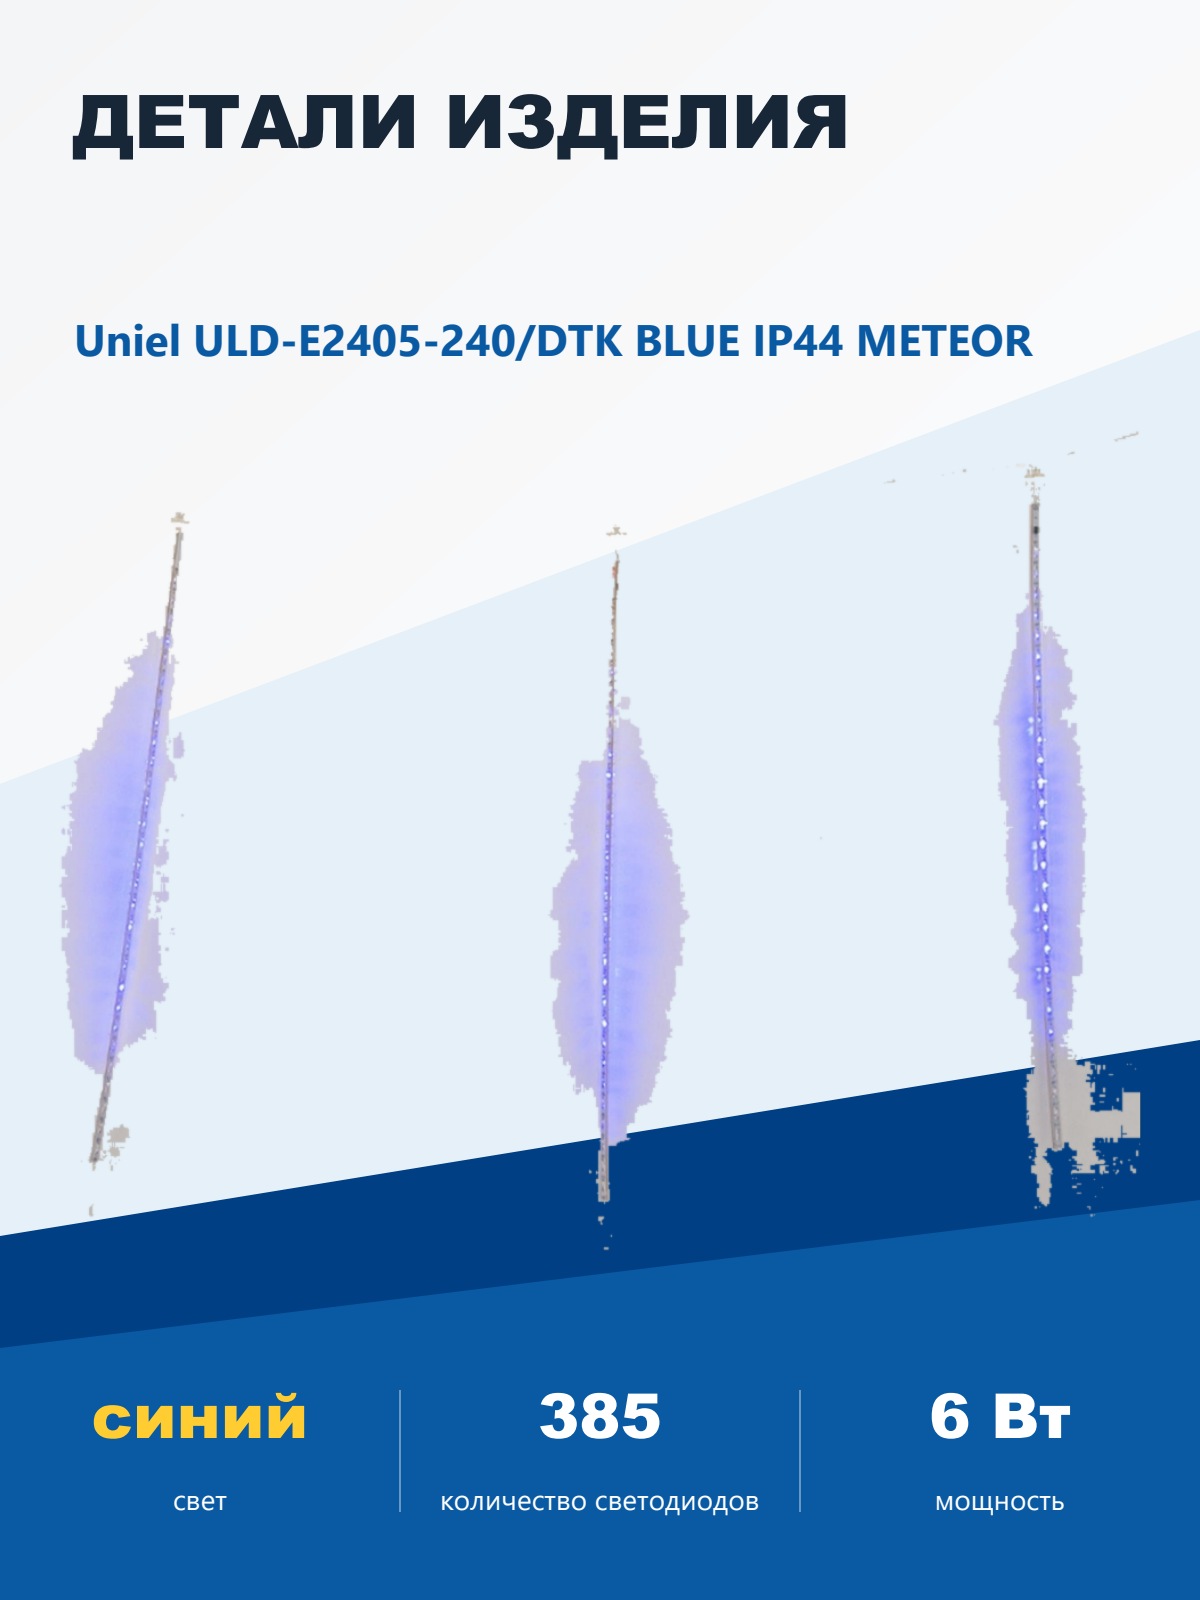 ДЕТАЛИ ИЗДЕЛИЯ
Uniel ULD-E2405-240/DTK BLUE IP44 METEOR
синий
свет
385
количество светодиодов
6 Вт
мощность